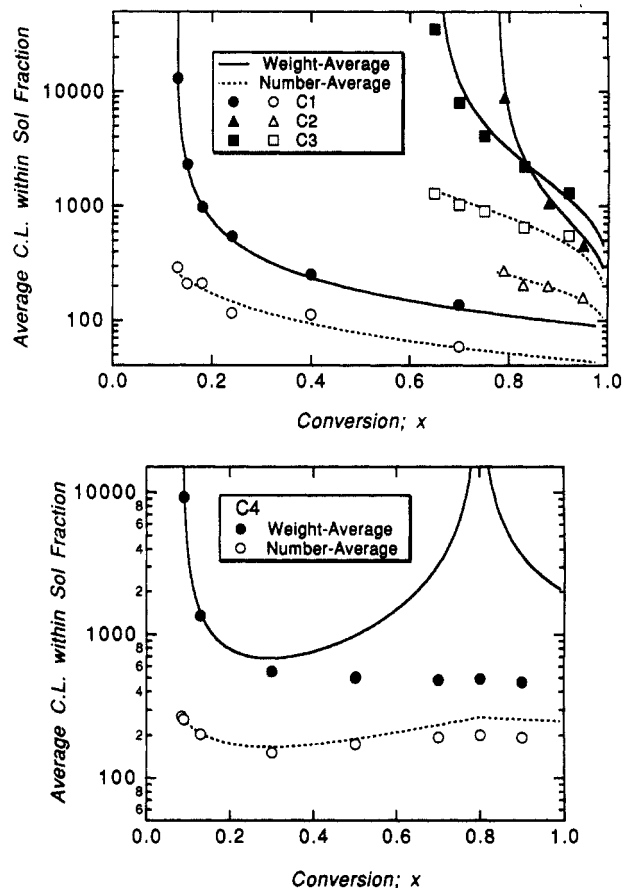 Average C.L. within Sol Fraction
10000
1000
100
Weight-Average
Number-Average
C1
C2
C3
0.0 0.2 0.4 0.6 0.8 1.0
Conversion; x
Average C.L. within Sol Fraction
10000
8
6
4
2
1000
8
6
4
2
100
8
6
C4
Weight-Average
Number-Average
0.0 0.2 0.4 0.6 0.8 1.0
Conversion; x